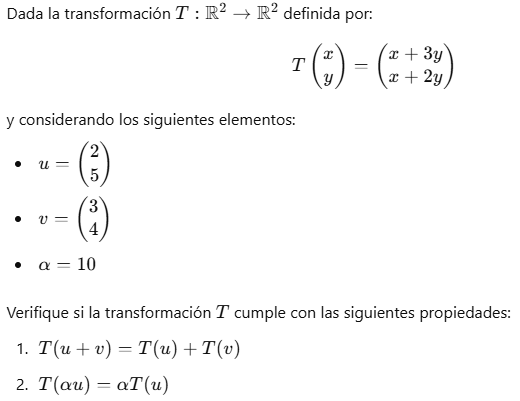 Dada la transformación T : ℝ² → ℝ² definida por:
T (x y) = (x + 3y x + 2y)
y considerando los siguientes elementos:
• u = (2 5)
• v = (3 4)
• α = 10
Verifique si la transformación T cumple con las siguientes propiedades:
1. T(u + v) = T(u) + T(v)
2. T(αu) = αT(u)